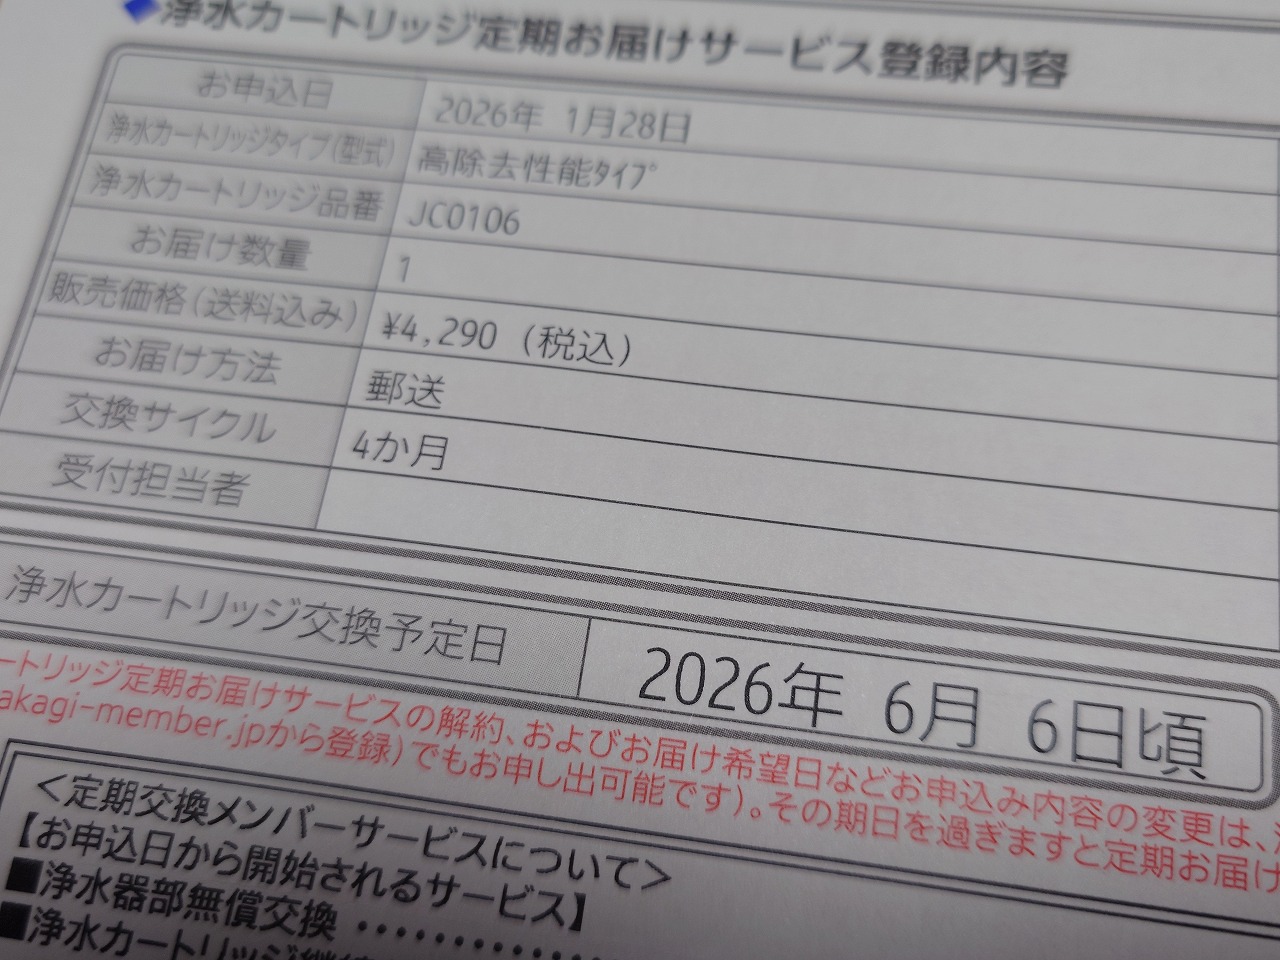 ◆浄水カートリッジ定期お届けサービス登録内容
お申込日 2026年 1月28日
浄水カートリッジタイプ(型式) 高除去性能ﾀｲﾌﾟ
浄水カートリッジ品番 JC0106
お届け数量 1
販売価格(送料込み) ¥4,290 (税込)
お届け方法 郵送
交換サイクル 4か月
受付担当者
浄水カートリッジ交換予定日 2026年 6月 6日頃
ートリッジ定期お届けサービスの解約、およびお届け希望日などお申込み内容の変更は、
akagi-member.jpから登録)でもお申し出可能です)。その期日を過ぎますと定期お届け
<定期交換メンバーサービスについて>
【お申込日から開始されるサービス】
■浄水器部無償交換
■浄水カートリッジ